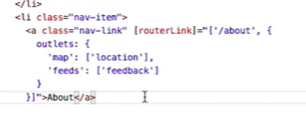 </li>
<li class="nav-item">
<a class="nav-link" [routerLink]="['/about', {
outlets: {
'map': ['location'],
'feeds': ['feedback']
}
}]">About</a>